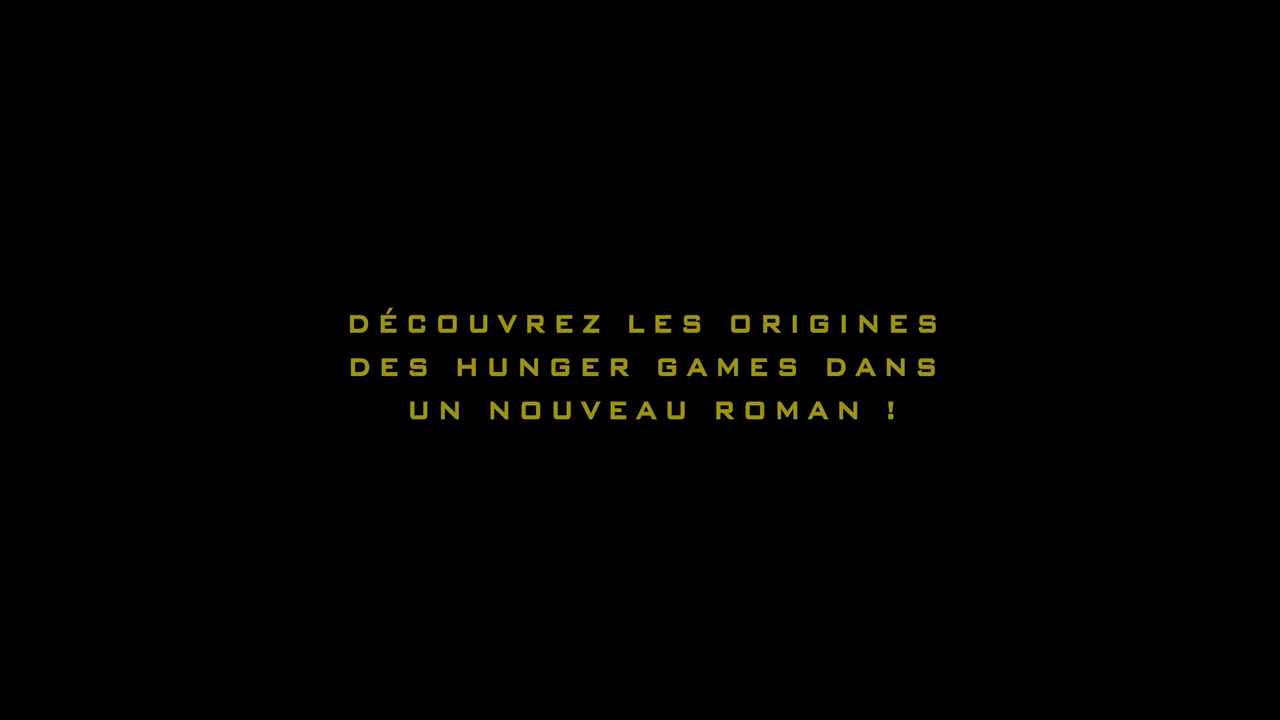 DÉCOUVREZ LES ORIGINES
DES HUNGER GAMES DANS
UN NOUVEAU ROMAN !